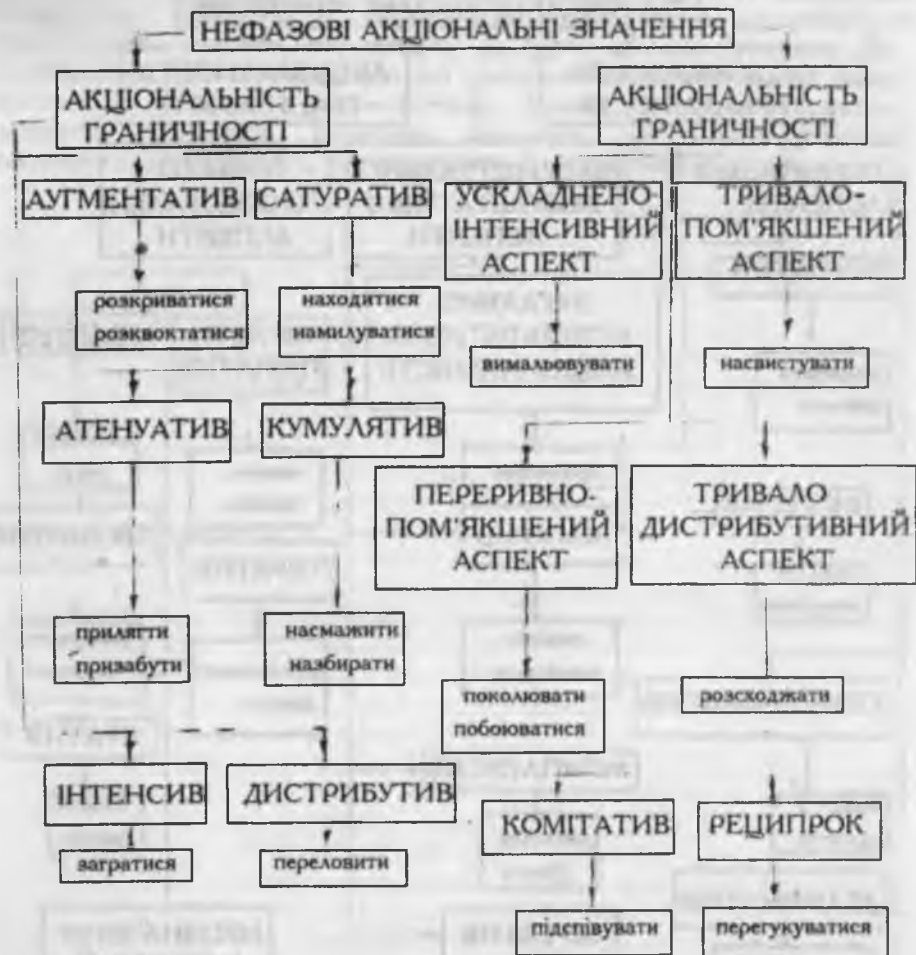 НЕФАЗОВІ АКЦІОНАЛЬНІ ЗНАЧЕННЯ
АКЦІОНАЛЬНІСТЬ
ГРАНИЧНОСТІ
АКЦІОНАЛЬНІСТЬ
ГРАНИЧНОСТІ
АУГМЕНТАТИВ
САТУРАТИВ
УСКЛАДНЕНО-
ІНТЕНСИВНИЙ
АСПЕКТ
ТРИВАЛО-
ПОМ'ЯКШЕНИЙ
АСПЕКТ
розкриватися
розквоктатися
находитися
намилуватися
вимальовувати
насвистувати
АТЕНУАТИВ
КУМУЛЯТИВ
ПЕРЕРИВНО-
ПОМ'ЯКШЕНИЙ
АСПЕКТ
ТРИВАЛО
ДИСТРИБУТИВНИЙ
АСПЕКТ
прилягти
призабути
насмажити
назбирати
поколювати
побоюватися
розсходжати
ІНТЕНСИВ
ДИСТРИБУТИВ
КОМІТАТИВ
РЕЦИПРОК
загратися
переловити
підспівувати
перегукуватися